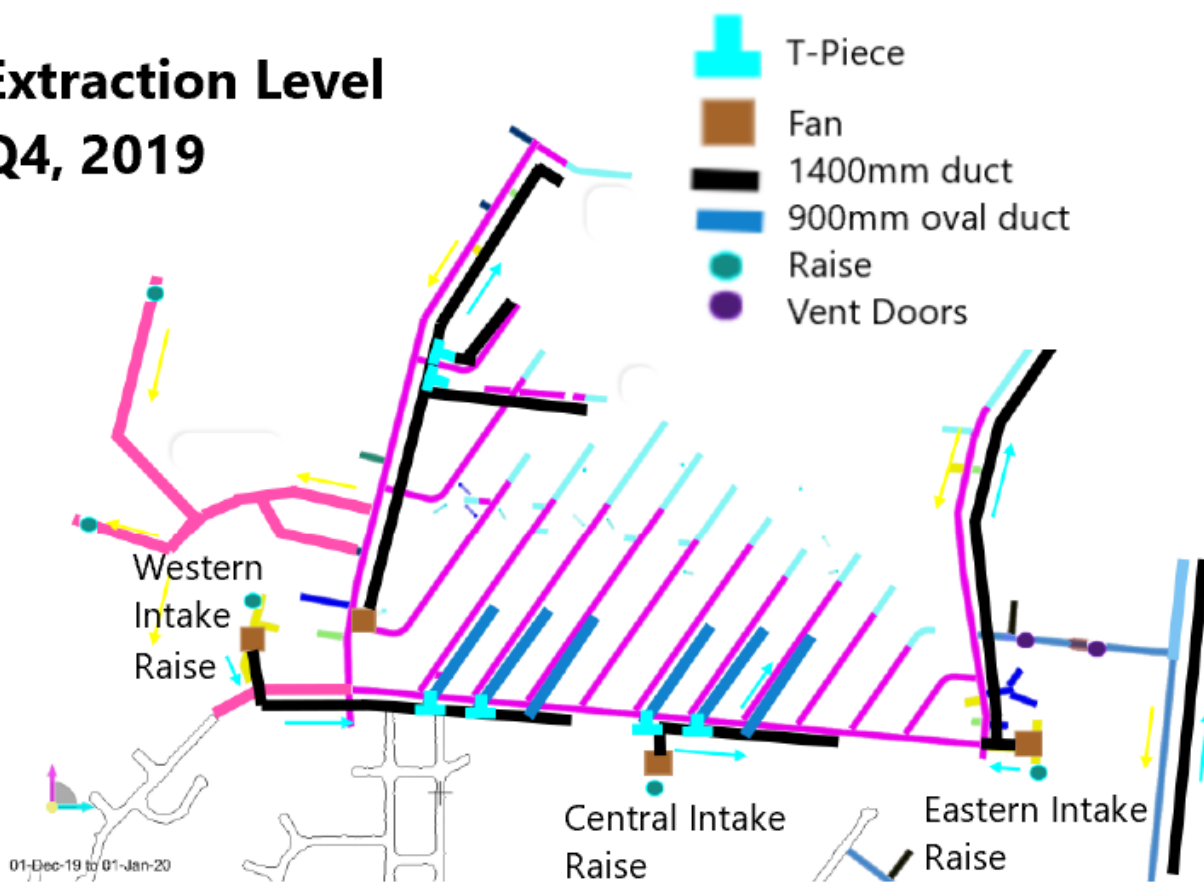 Extraction Level
Q4, 2019
T-Piece
Fan
1400mm duct
900mm oval duct
Raise
Vent Doors
Western
Intake
Raise
Central Intake
Raise
Eastern Intake
Raise
01-Dec-19 to 01-Jan-20